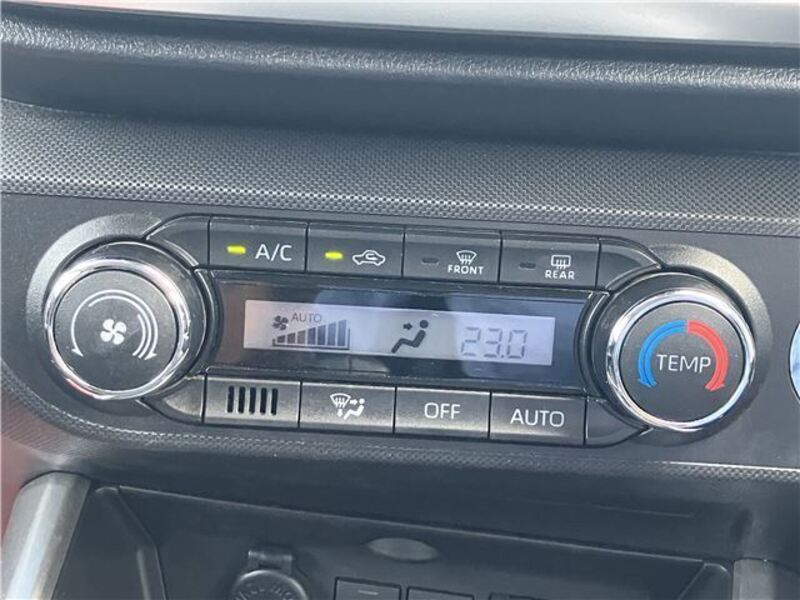 A/C
FRONT
REAR
AUTO
23.0
TEMP
OFF
AUTO